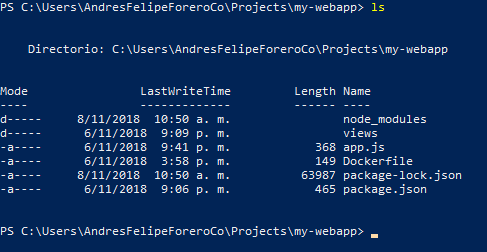 PS C:\Users\AndresFelipeForeroCo\Projects\my-webapp> ls
Directorio: C:\Users\AndresFelipeForeroCo\Projects\my-webapp
Mode LastWriteTime Length Name
---- ------------- ------ ----
d----- 8/11/2018 10:50 a. m. node_modules
d----- 6/11/2018 9:09 p. m. views
-a---- 6/11/2018 9:41 p. m. 368 app.js
-a---- 6/11/2018 3:58 p. m. 149 Dockerfile
-a---- 8/11/2018 10:50 a. m. 63987 package-lock.json
-a---- 6/11/2018 9:06 p. m. 465 package.json
PS C:\Users\AndresFelipeForeroCo\Projects\my-webapp> _